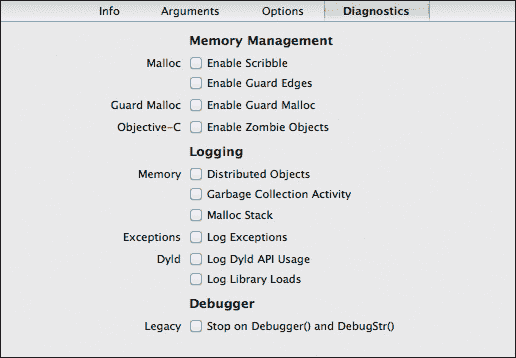 Info Arguments Options Diagnostics
Memory Management
Malloc Enable Scribble
Enable Guard Edges
Guard Malloc Enable Guard Malloc
Objective-C Enable Zombie Objects
Logging
Memory Distributed Objects
Garbage Collection Activity
Malloc Stack
Exceptions Log Exceptions
Dyld Log Dyld API Usage
Log Library Loads
Debugger
Legacy Stop on Debugger() and DebugStr()